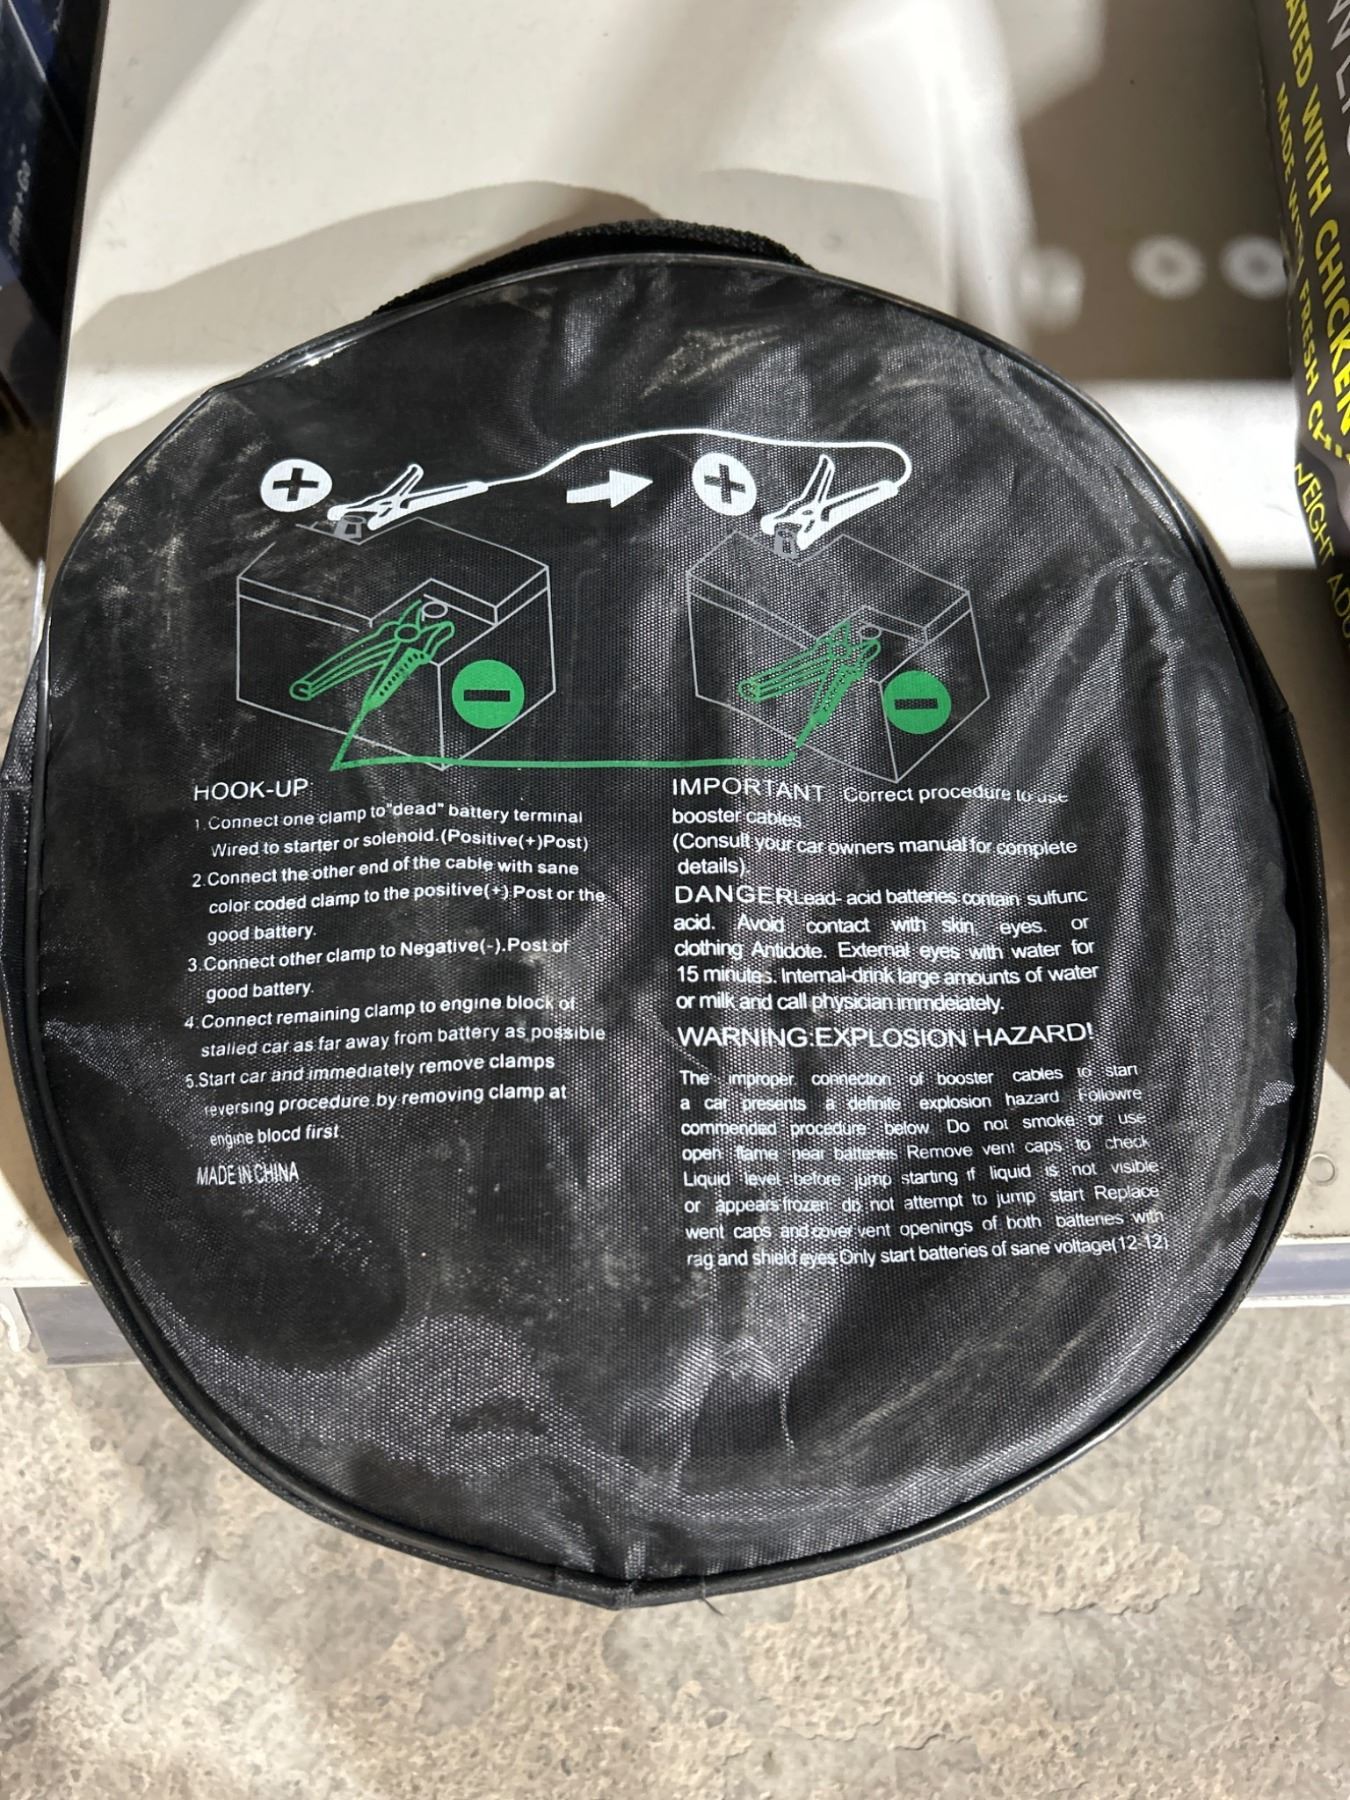 HOOK-UP:
1.Connect one clamp to"dead" battery terminal
Wired to starter or solenoid.(Positive(+)Post)
2.Connect the other end of the cable with sane
color coded clamp to the positive(+).Post or the
good battery.
3.Connect other clamp to Negative(-).Post of
good battery.
4.Connect remaining clamp to engine block of
stalled car as far away from battery as possible
5.Start car and immediately remove clamps
reversing procedure by removing clamp at
engine blocd first.
MADE IN CHINA
IMPORTANT Correct procedure to use
booster cables
(Consult your car owners manual for complete
details).
DANGER Lead- acid batteries contain sulfunc
acid. Avoid contact with skin, eyes. or
clothing Antidote. External eyes with water for
15 minutes. Internal-drink large amounts of water
or milk and call physician immdeiately.
WARNING:EXPLOSION HAZARD!
The improper connection of booster cables to start
a car presents a definite explosion hazard Followre
commended procedure below Do not smoke or use
open flame near batteries Remove vent caps to check
Liquid level before jump starting if liquid is not visible
or appears frozen do not attempt to jump start Replace
went caps and cover vent openings of both batteries with
rag and shield eyes Only start batteries of sane voltage(12-12)
WITH CHICKEN
MADE WITH FRESH